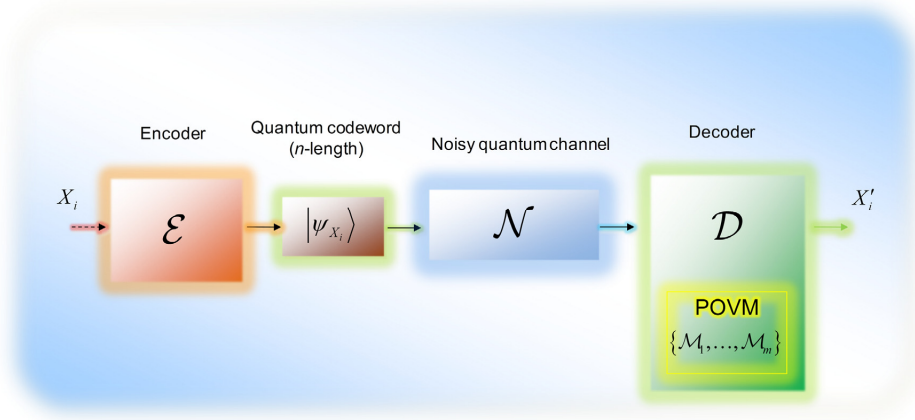 Encoder
Quantum codeword
(n-length)
Noisy quantum channel
Decoder
X_i
ℰ
|ψ_{X_i}⟩
𝒩
𝒟
X'_i
POVM
{ℳ_1,…,ℳ_m}